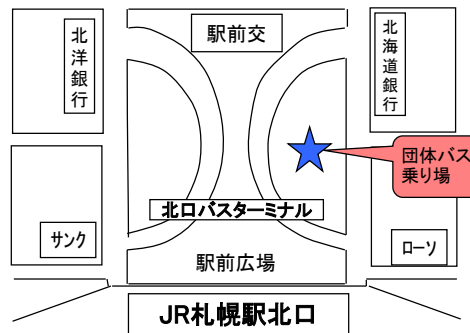 北洋銀行
駅前交
北海道銀行
団体バス
乗り場
北口バスターミナル
サンク
ローソ
駅前広場
JR札幌駅北口